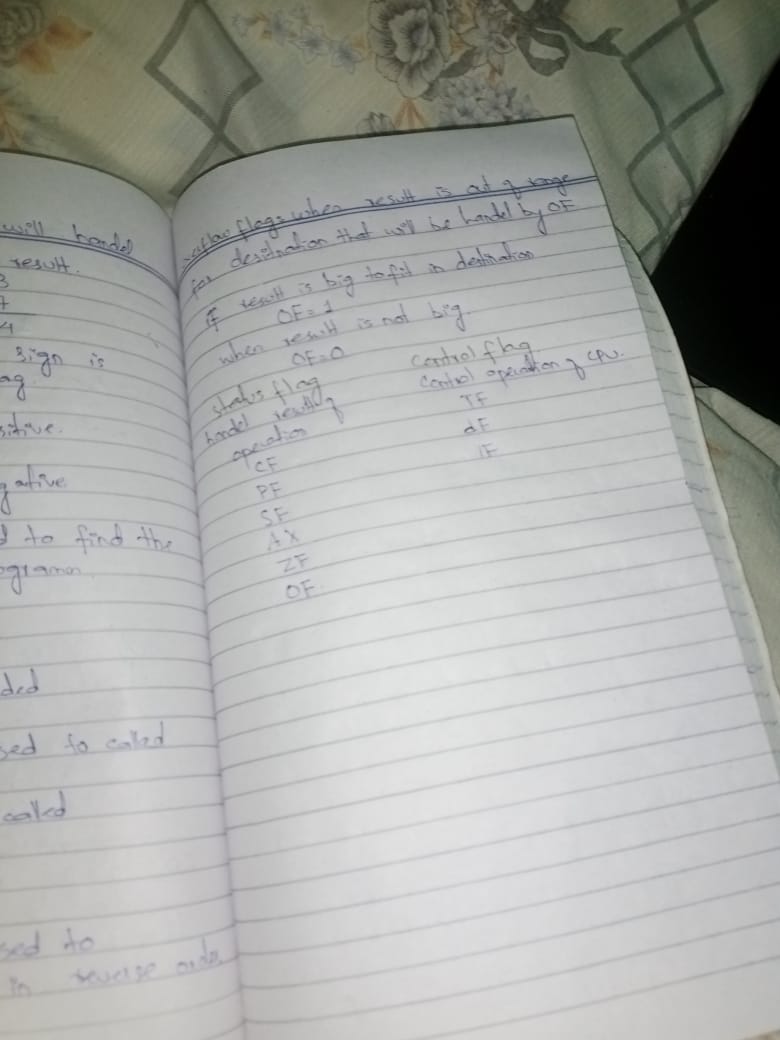 will handel
result.
3
7
4
sign is
ag
sitive.
gative
d to find the
ogramm
ded
sed to called
called
sed to
in reverse order.
flags: when result is out of range
for desitnation that will be handel by OF
if result is big to fit in destination
OF=1
when result is not big.
OF=0
status flag
handel result of
operation
CF
PF
SF
AX
ZF
OF
control flag
control operation of CPU.
TF
dF
IF